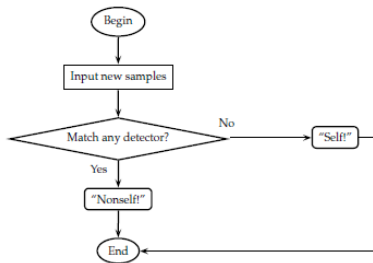 Begin
Input new samples
Match any detector?
No
“Self!”
Yes
“Nonself!”
End